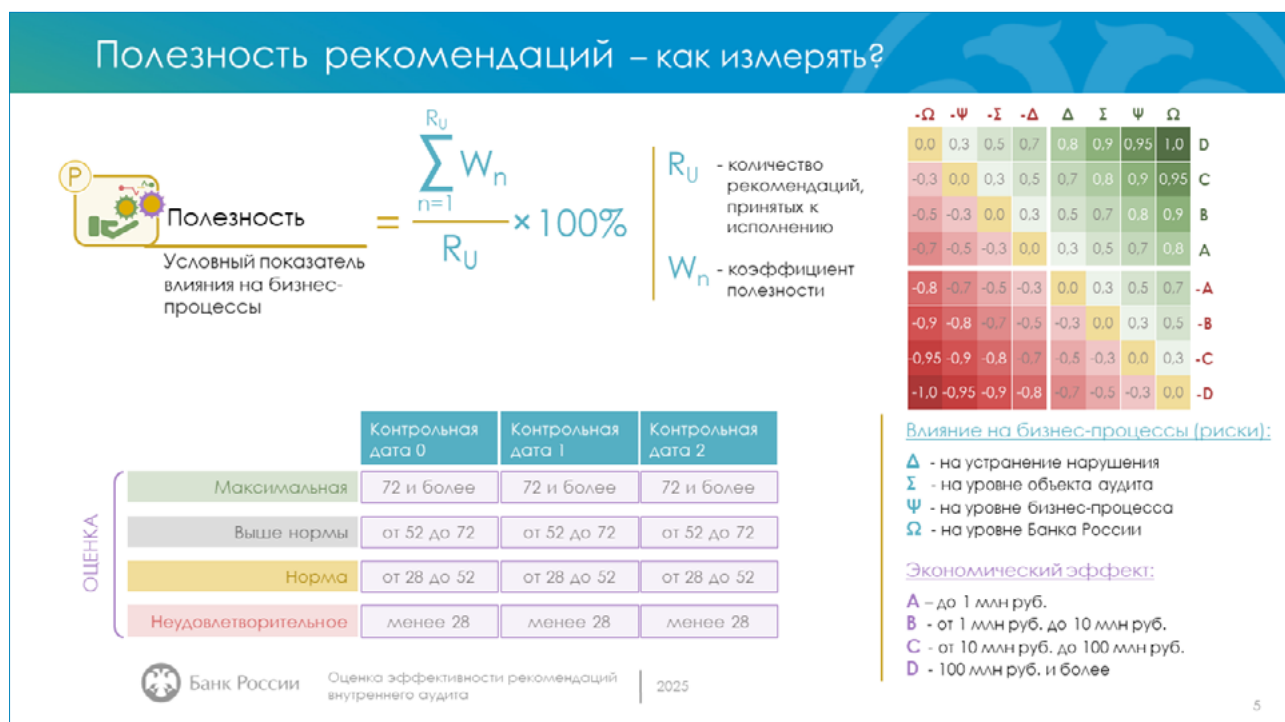 Полезность рекомендаций – как измерять?
P
Полезность
Условный показатель
влияния на бизнес-
процессы
=
R_U
∑ W_n
n=1
R_U
× 100%
R_U - количество
рекомендаций,
принятых к
исполнению
W_n - коэффициент
полезности
-Ω -Ψ -Σ -Δ Δ Σ Ψ Ω
0,0 0,3 0,5 0,7 0,8 0,9 0,95 1,0 D
-0,3 0,0 0,3 0,5 0,7 0,8 0,9 0,95 C
-0,5 -0,3 0,0 0,3 0,5 0,7 0,8 0,9 B
-0,7 -0,5 -0,3 0,0 0,3 0,5 0,7 0,8 A
-0,8 -0,7 -0,5 -0,3 0,0 0,3 0,5 0,7 -A
-0,9 -0,8 -0,7 -0,5 -0,3 0,0 0,3 0,5 -B
-0,95 -0,9 -0,8 -0,7 -0,5 -0,3 0,0 0,3 -C
-1,0 -0,95 -0,9 -0,8 -0,7 -0,5 -0,3 0,0 -D
Влияние на бизнес-процессы (риски):
Δ - на устранение нарушения
Σ - на уровне объекта аудита
Ψ - на уровне бизнес-процесса
Ω - на уровне Банка России
Экономический эффект:
A – до 1 млн руб.
B - от 1 млн руб. до 10 млн руб.
C - от 10 млн руб. до 100 млн руб.
D - 100 млн руб. и более
ОЦЕНКА
Контрольная дата 0 Контрольная дата 1 Контрольная дата 2
Максимальная 72 и более 72 и более 72 и более
Выше нормы от 52 до 72 от 52 до 72 от 52 до 72
Норма от 28 до 52 от 28 до 52 от 28 до 52
Неудовлетворительное менее 28 менее 28 менее 28
Банк России
Оценка эффективности рекомендаций
внутреннего аудита
2025
5